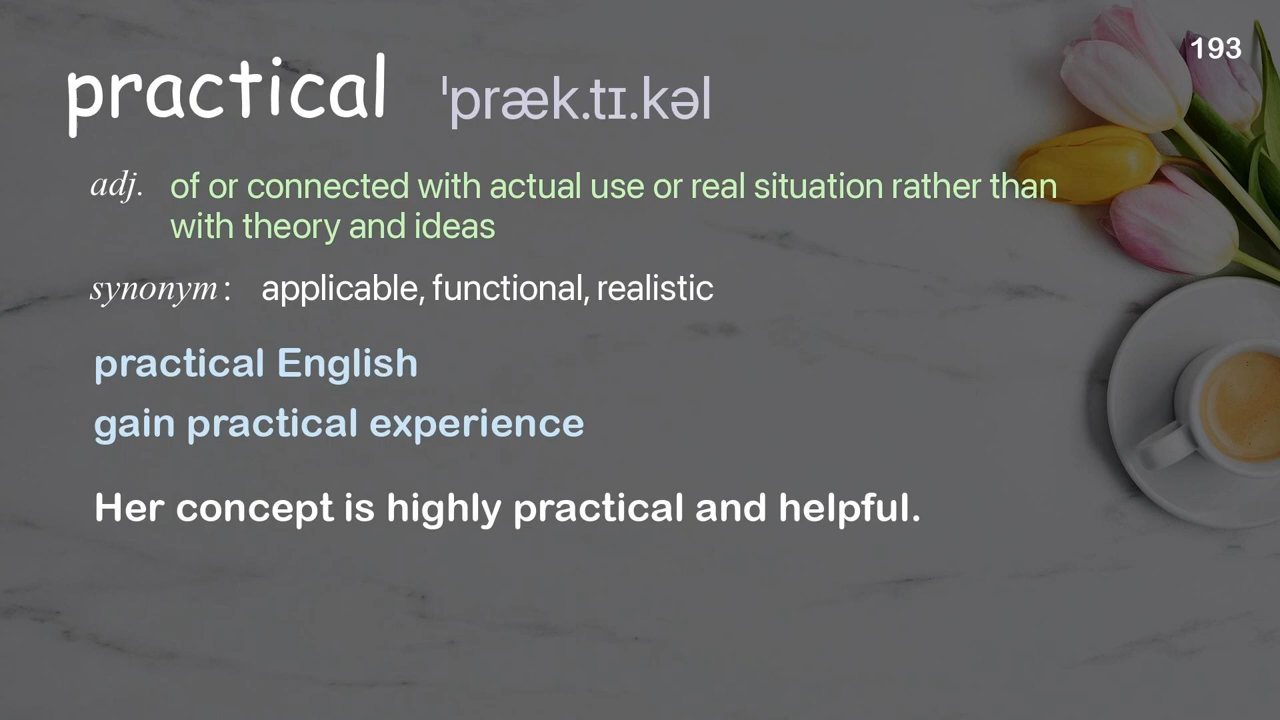 193
practical ˈpræk.tɪ.kəl
adj. of or connected with actual use or real situation rather than
with theory and ideas
synonym: applicable, functional, realistic
practical English
gain practical experience
Her concept is highly practical and helpful.